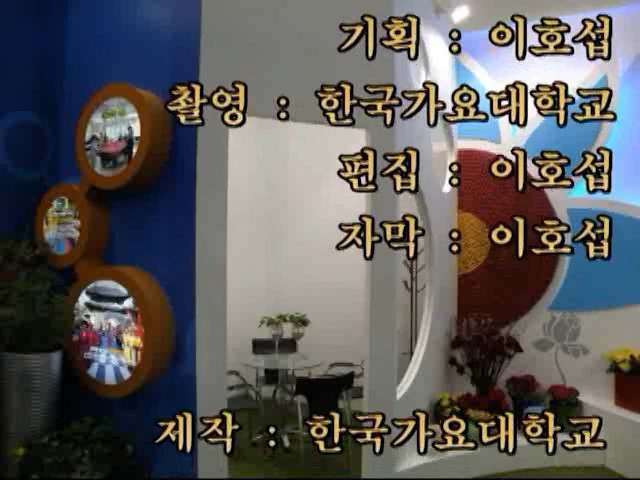 기획 : 이호섭
촬영 : 한국가요대학교
편집 : 이호섭
자막 : 이호섭
제작 : 한국가요대학교